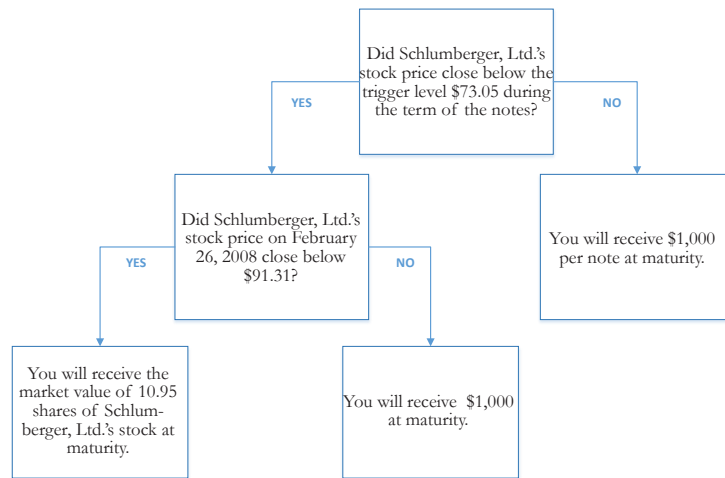 Did Schlumberger, Ltd.'s
stock price close below the
trigger level $73.05 during
the term of the notes?
YES
NO
Did Schlumberger, Ltd.'s
stock price on February
26, 2008 close below
$91.31?
You will receive $1,000
per note at maturity.
YES
NO
You will receive the
market value of 10.95
shares of Schlum-
berger, Ltd.'s stock at
maturity.
You will receive  $1,000
at maturity.